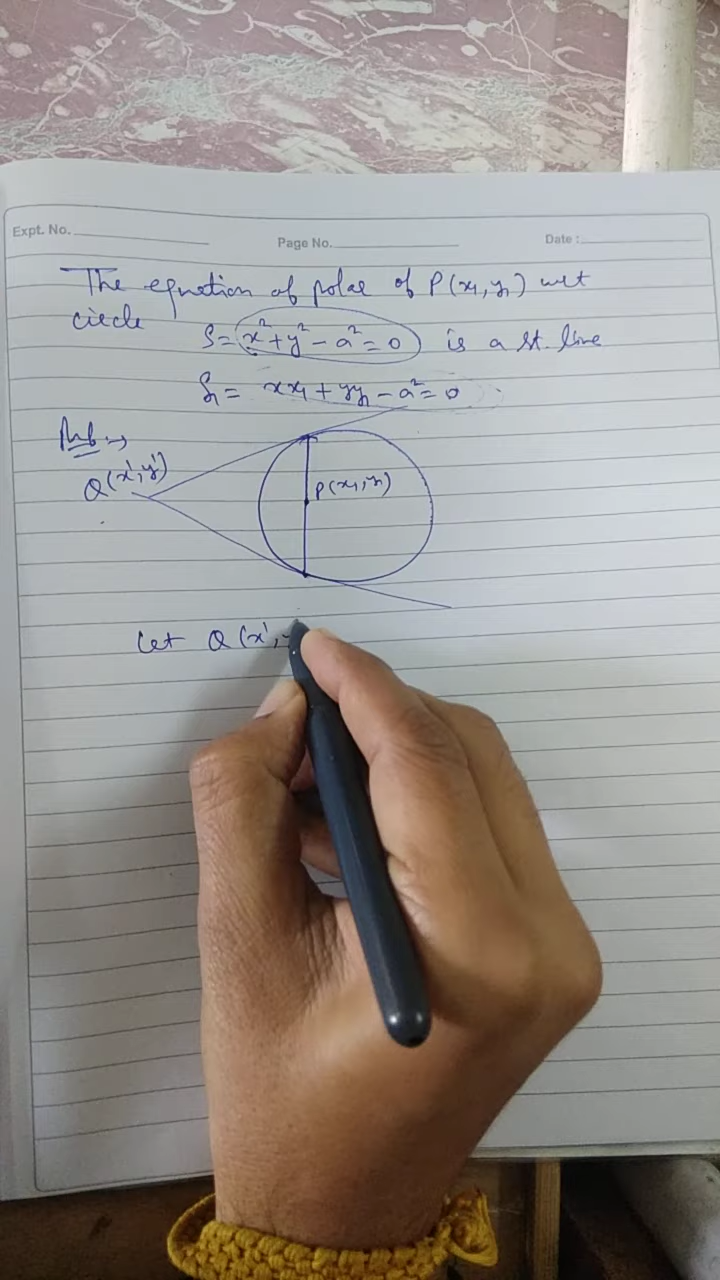 Expt. No.
Page No.
Date :
The equation of polar of P(x₁, y₁) wrt
circle
S = x² + y² - a² = 0 is a st. line
S₁ = xx₁ + yy₁ - a² = 0
Q(x', y')
P(x₁, y₁)
Let Q (x',